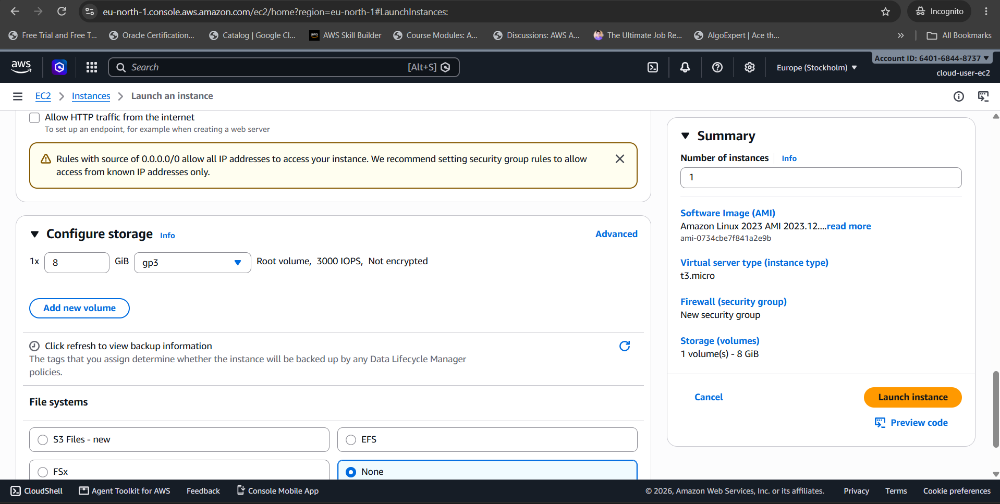 eu-north-1.console.aws.amazon.com/ec2/home?region=eu-north-1#LaunchInstances:
Incognito
Free Trial and Free T...
Oracle Certification...
Catalog | Google Cl...
aws
AWS Skill Builder
Course Modules: A...
Discussions: AWS A...
The Ultimate Job Re...
AlgoExpert | Ace th...
»
All Bookmarks
aws
Search
[Alt+S]
Europe (Stockholm)
Account ID: 6401-6844-8737
cloud-user-ec2
EC2
Instances
Launch an instance
Allow HTTP traffic from the internet
To set up an endpoint, for example when creating a web server
Rules with source of 0.0.0.0/0 allow all IP addresses to access your instance. We recommend setting security group rules to allow
access from known IP addresses only.
Configure storage
Info
Advanced
1x
8
GiB
gp3
Root volume, 3000 IOPS, Not encrypted
Add new volume
Click refresh to view backup information
The tags that you assign determine whether the instance will be backed up by any Data Lifecycle Manager
policies.
File systems
S3 Files - new
EFS
FSx
None
Summary
Number of instances
Info
1
Software Image (AMI)
Amazon Linux 2023 AMI 2023.12....read more
ami-0734cbe7f841a2e9b
Virtual server type (instance type)
t3.micro
Firewall (security group)
New security group
Storage (volumes)
1 volume(s) - 8 GiB
Cancel
Launch instance
Preview code
CloudShell
Agent Toolkit for AWS
Feedback
Console Mobile App
© 2026, Amazon Web Services, Inc. or its affiliates.
Privacy
Terms
Cookie preferences